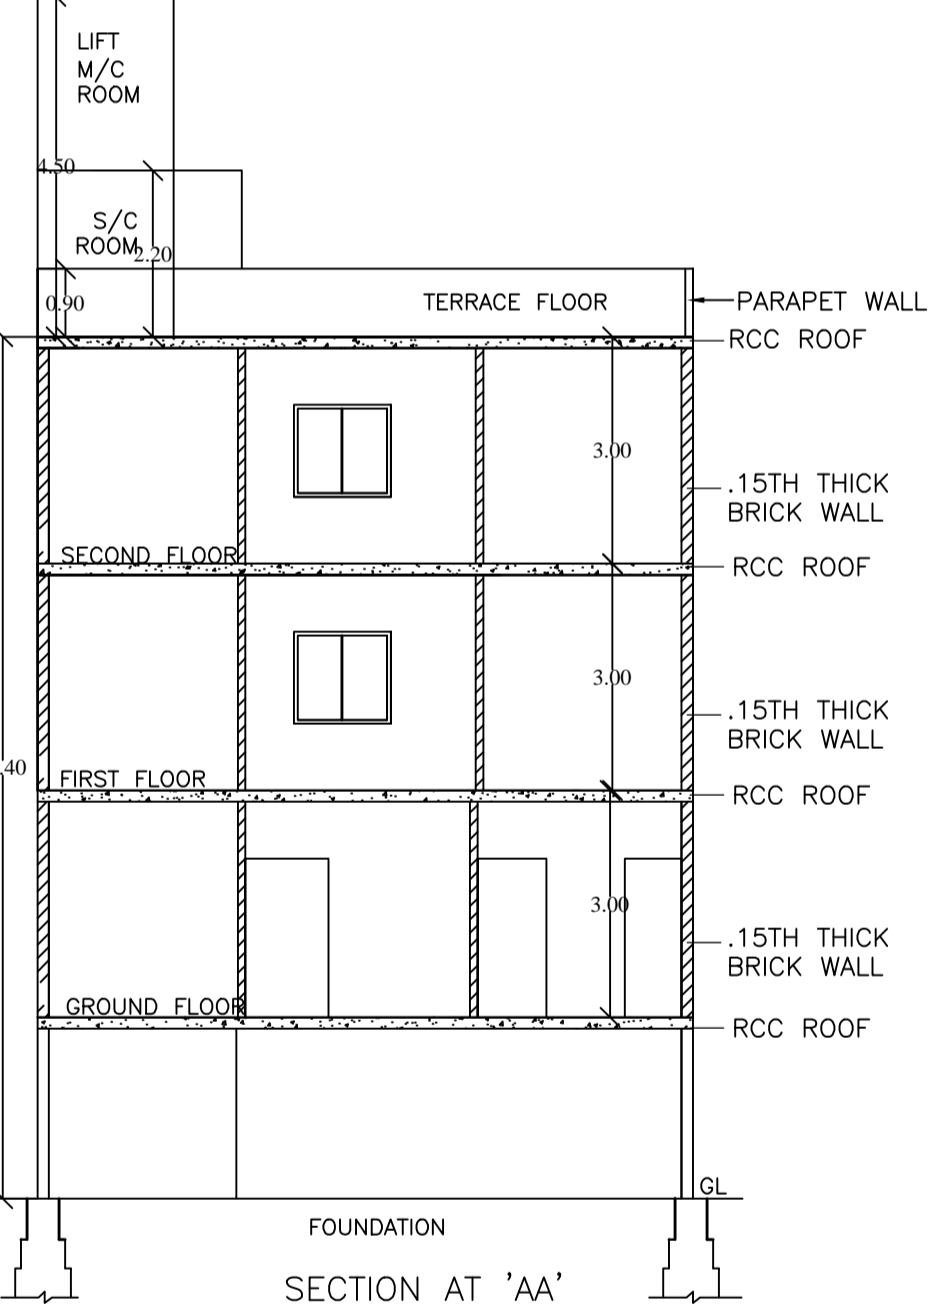 LIFT
M/C
ROOM
4.50
S/C
ROOM
2.20
0.90
TERRACE FLOOR
PARAPET WALL
RCC ROOF
3.00
.15TH THICK
BRICK WALL
SECOND FLOOR
RCC ROOF
3.00
.15TH THICK
BRICK WALL
.40
FIRST FLOOR
RCC ROOF
3.00
.15TH THICK
BRICK WALL
GROUND FLOOR
RCC ROOF
GL
FOUNDATION
SECTION AT 'AA'